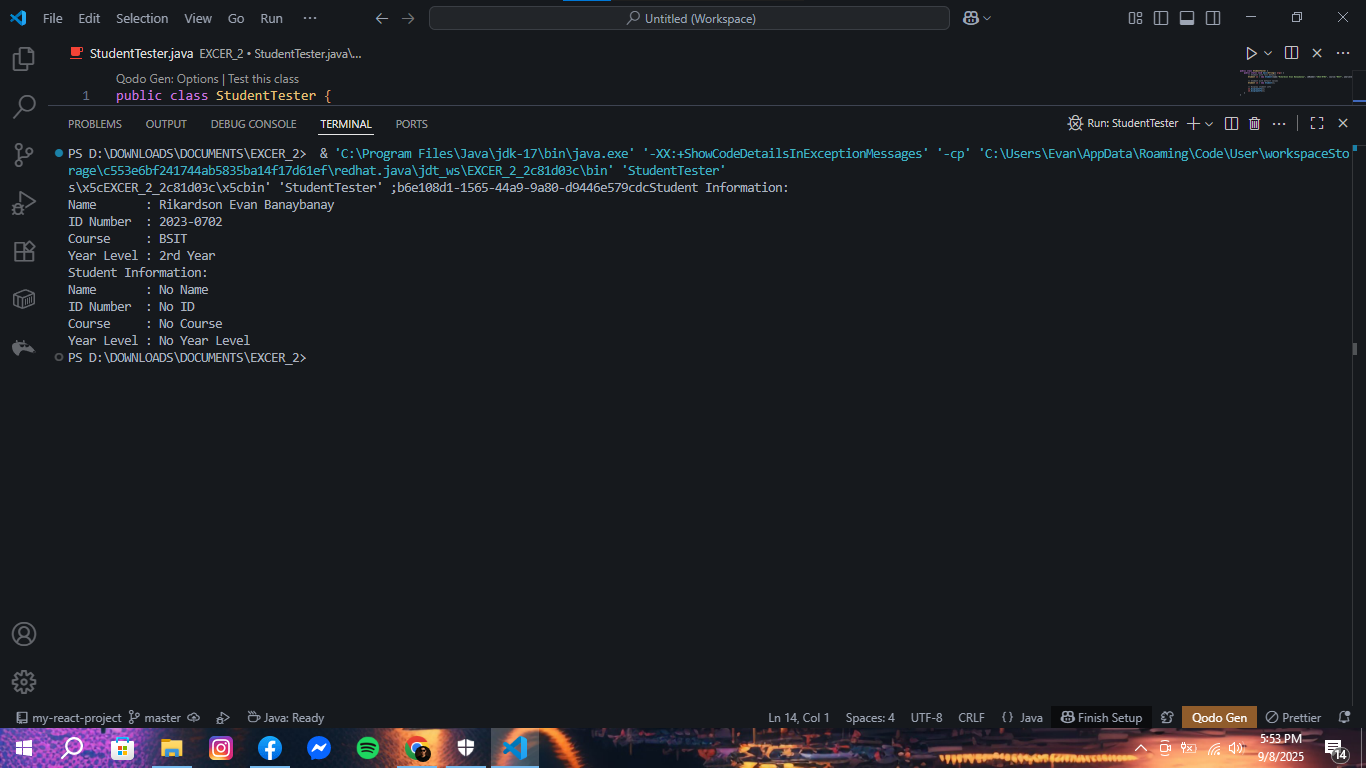 File Edit Selection View Go Run ··· Untitled (Workspace)
StudentTester.java EXCER_2 • StudentTester.java\...
Qodo Gen: Options | Test this class
1 public class StudentTester {
PROBLEMS OUTPUT DEBUG CONSOLE TERMINAL PORTS Run: StudentTester
PS D:\DOWNLOADS\DOCUMENTS\EXCER_2>  & 'C:\Program Files\Java\jdk-17\bin\java.exe' '-XX:+ShowCodeDetailsInExceptionMessages' '-cp' 'C:\Users\Evan\AppData\Roaming\Code\User\workspaceSto
rage\c553e6bf241744ab5835ba14f17d61ef\redhat.java\jdt_ws\EXCER_2_2c81d03c\bin' 'StudentTester'
s\x5cEXCER_2_2c81d03c\x5cbin' 'StudentTester' ;b6e108d1-1565-44a9-9a80-d9446e579cdcStudent Information:
Name       : Rikardson Evan Banaybanay
ID Number  : 2023-0702
Course     : BSIT
Year Level : 2rd Year
Student Information:
Name       : No Name
ID Number  : No ID
Course     : No Course
Year Level : No Year Level
PS D:\DOWNLOADS\DOCUMENTS\EXCER_2>
my-react-project master Java: Ready Ln 14, Col 1 Spaces: 4 UTF-8 CRLF {} Java Finish Setup Qodo Gen Prettier
5:53 PM
9/8/2025
14